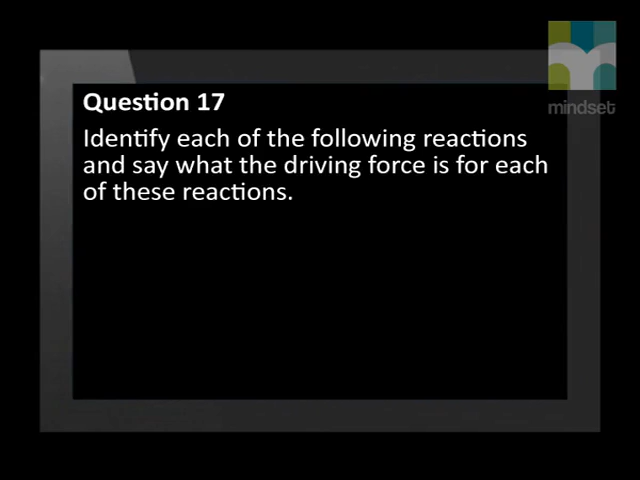 mindset
Question 17
Identify each of the following reactions
and say what the driving force is for each
of these reactions.